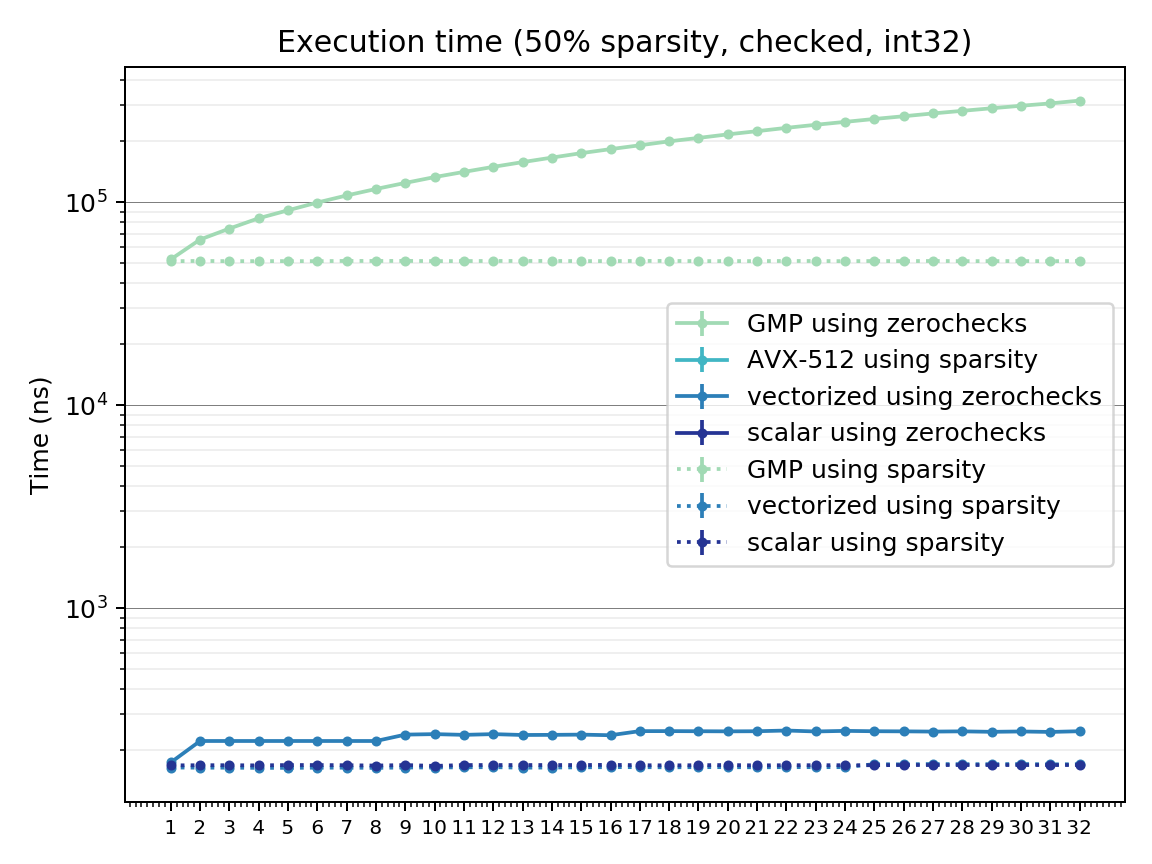 Execution time (50% sparsity, checked, int32)
Time (ns)
10^5
10^4
10^3
GMP using zerochecks
AVX-512 using sparsity
vectorized using zerochecks
scalar using zerochecks
GMP using sparsity
vectorized using sparsity
scalar using sparsity
1 2 3 4 5 6 7 8 9 10 11 12 13 14 15 16 17 18 19 20 21 22 23 24 25 26 27 28 29 30 31 32